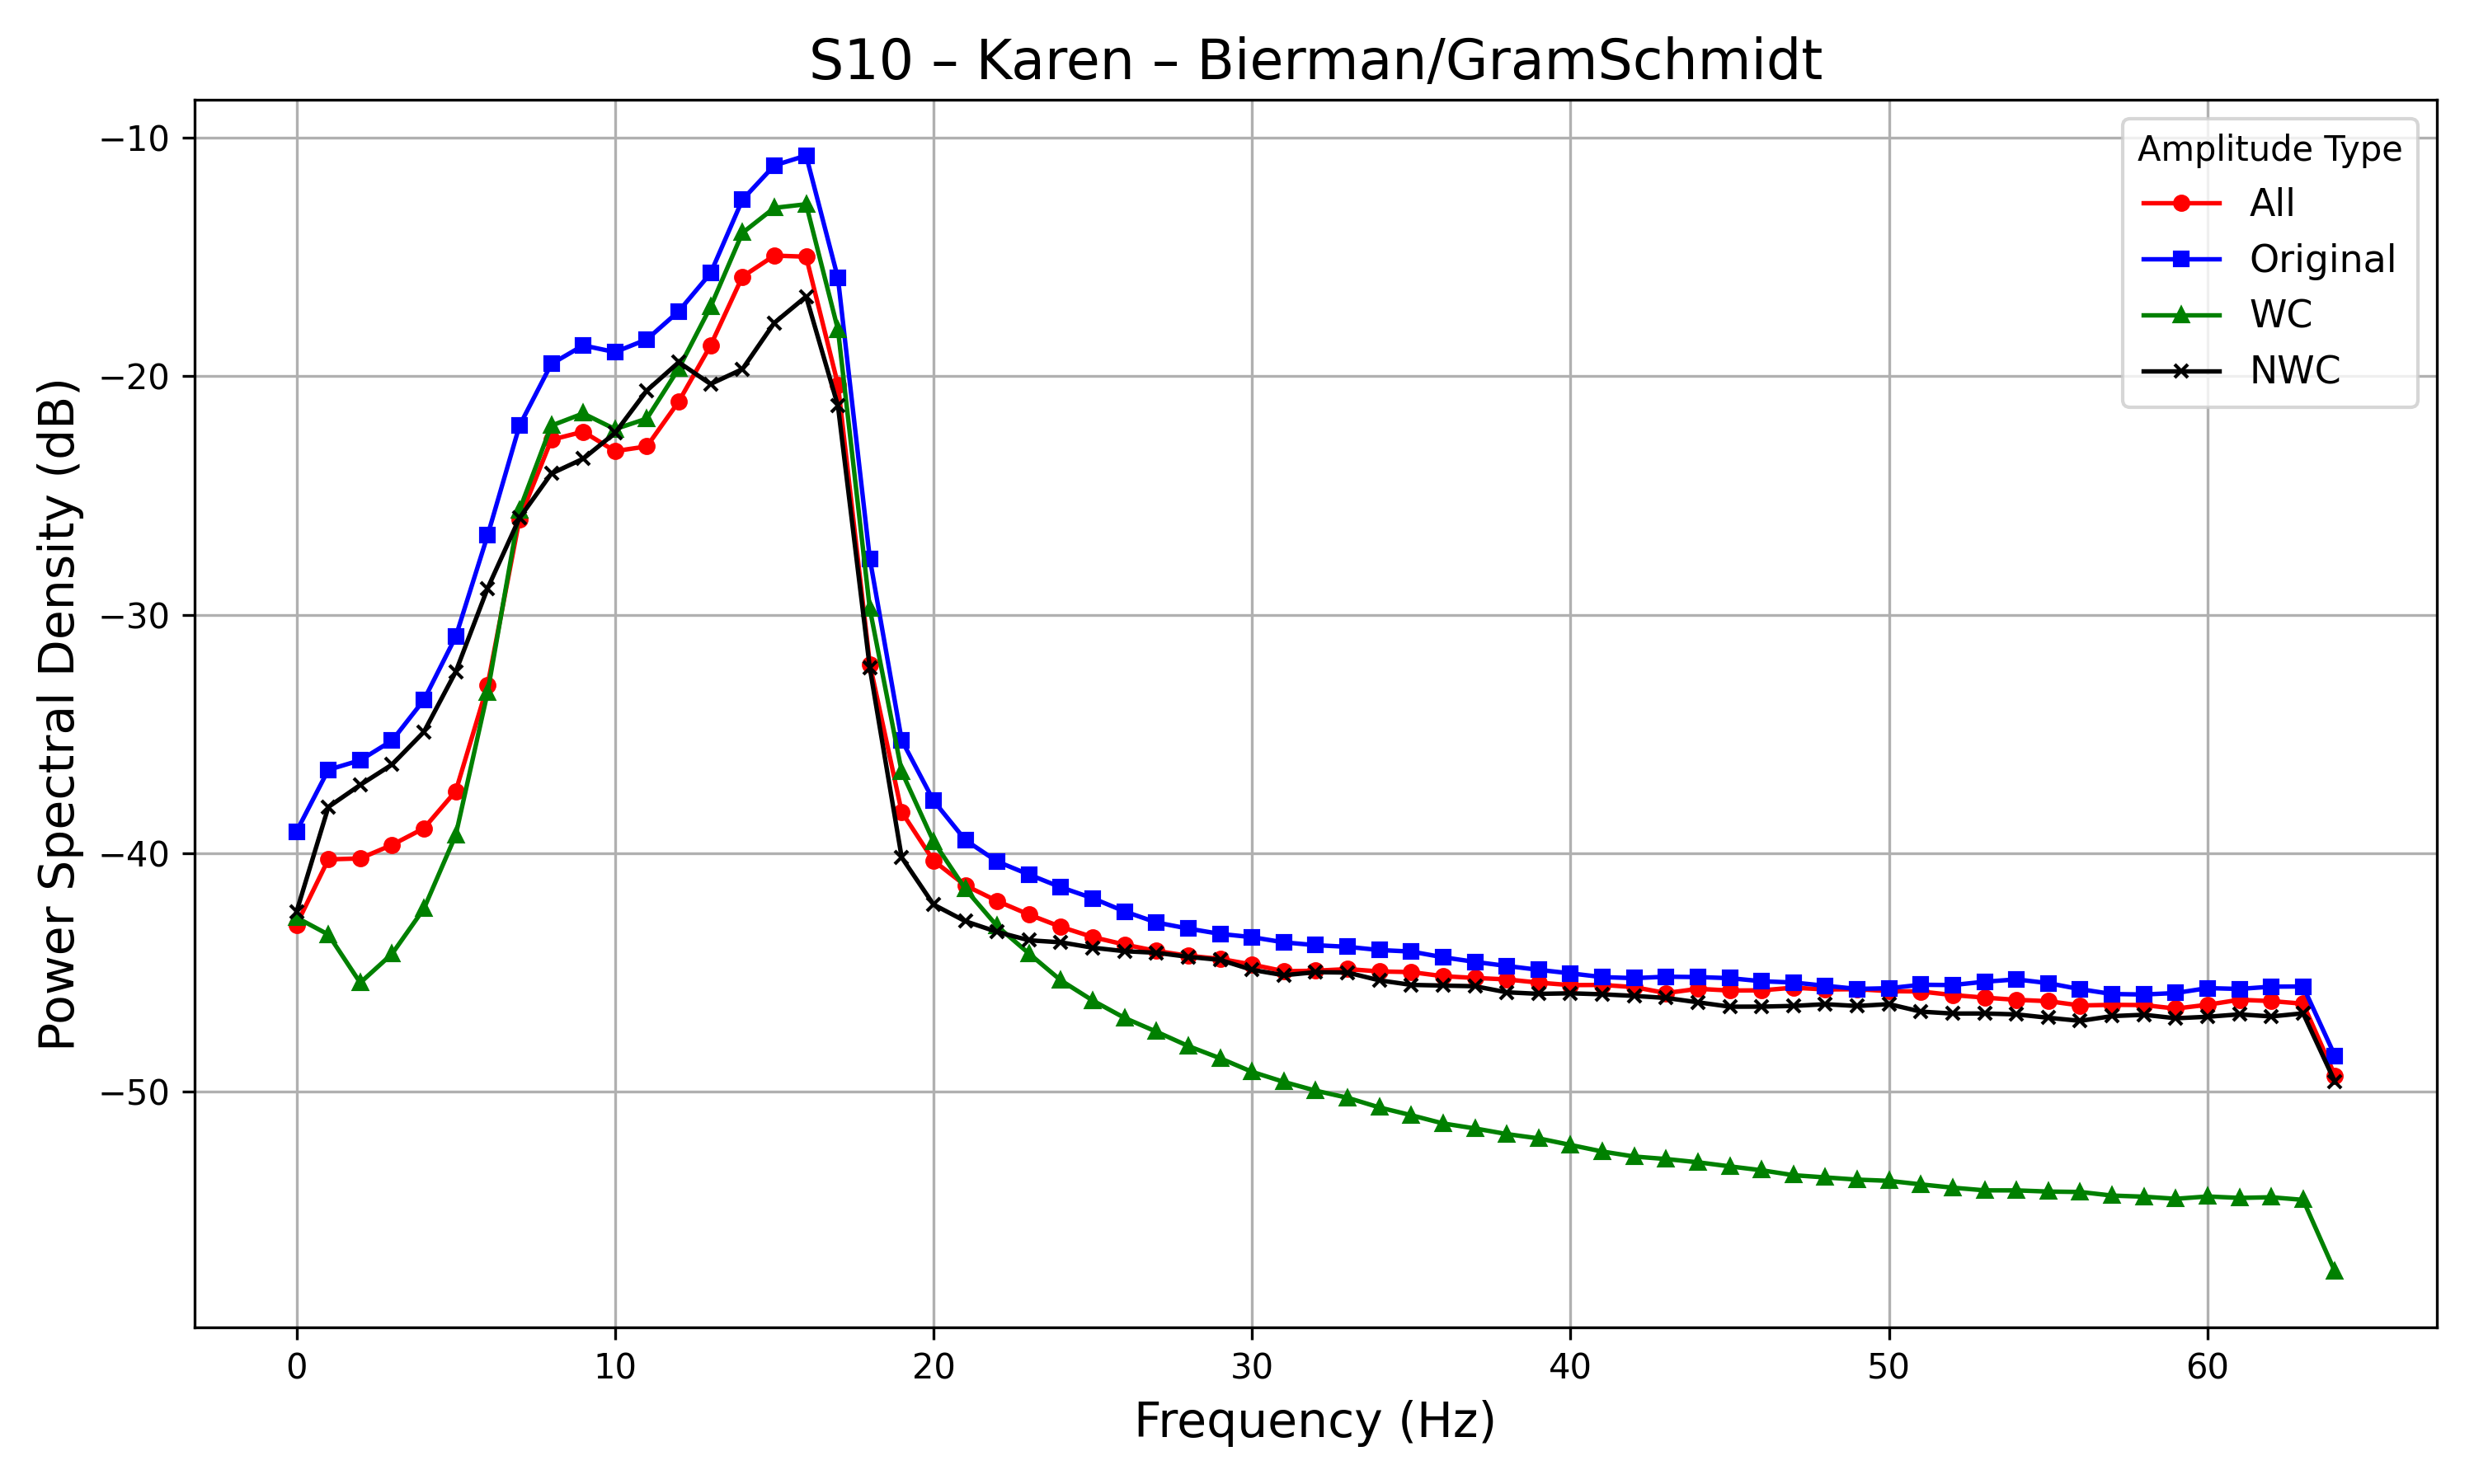 S10 – Karen – Bierman/GramSchmidt
Power Spectral Density (dB)
−10
−20
−30
−40
−50
Amplitude Type
All
Original
WC
NWC
0 10 20 30 40 50 60
Frequency (Hz)